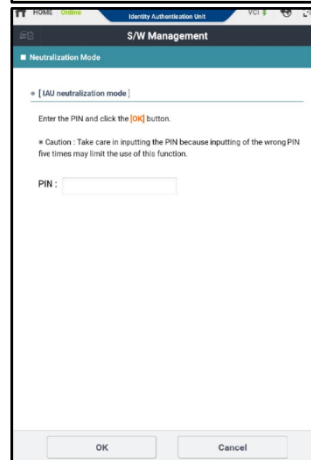 HOME Online Identity Authentication Unit VCI
S/W Management
Neutralization Mode
[ IAU neutralization mode ]
Enter the PIN and click the [OK] button.
※ Caution : Take care in inputting the PIN because inputting of the wrong PIN
five times may limit the use of this function.
PIN :
OK Cancel